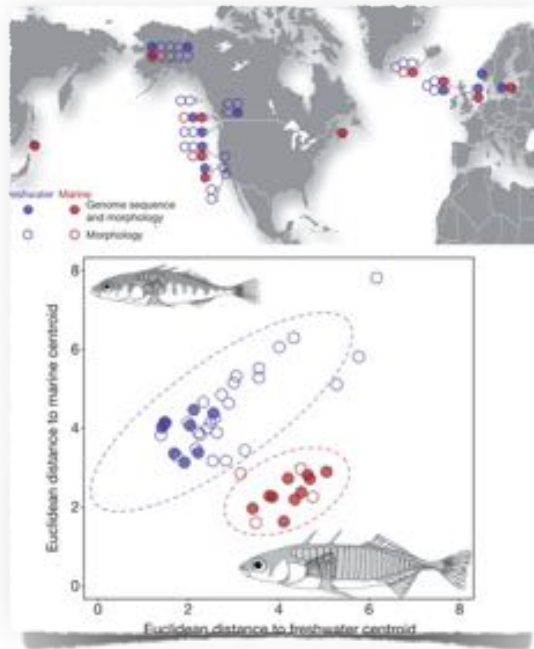 reshwater Marine
Genome sequence
and morphology
Morphology
Euclidean distance to marine centroid
8
6
4
2
0
0 2 4 6 8
Euclidean distance to freshwater centroid